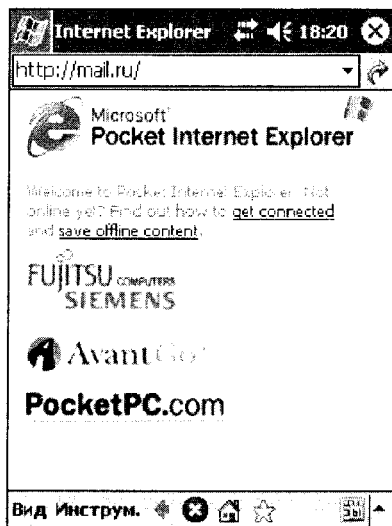 Internet Explorer 18:20
http://mail.ru/
Microsoft®
Pocket Internet Explorer
Welcome to Pocket Internet Explorer. Not
online yet? Find out how to get connected
and save offline content.
FUJITSU COMPUTERS
SIEMENS
AvantGo
PocketPC.com
Вид Инструм.